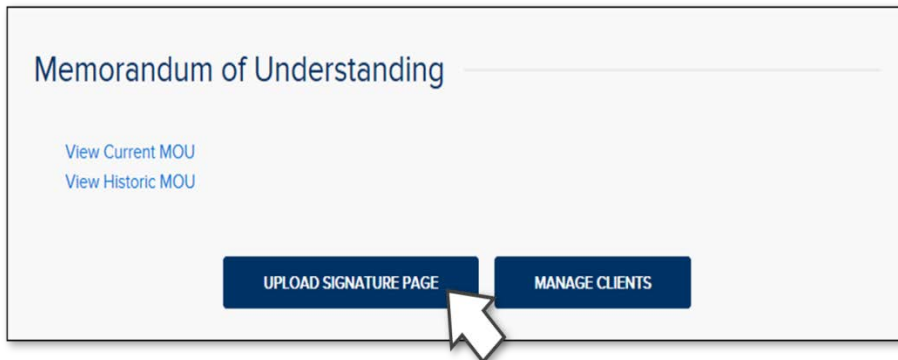 Memorandum of Understanding
View Current MOU
View Historic MOU
UPLOAD SIGNATURE PAGE
MANAGE CLIENTS